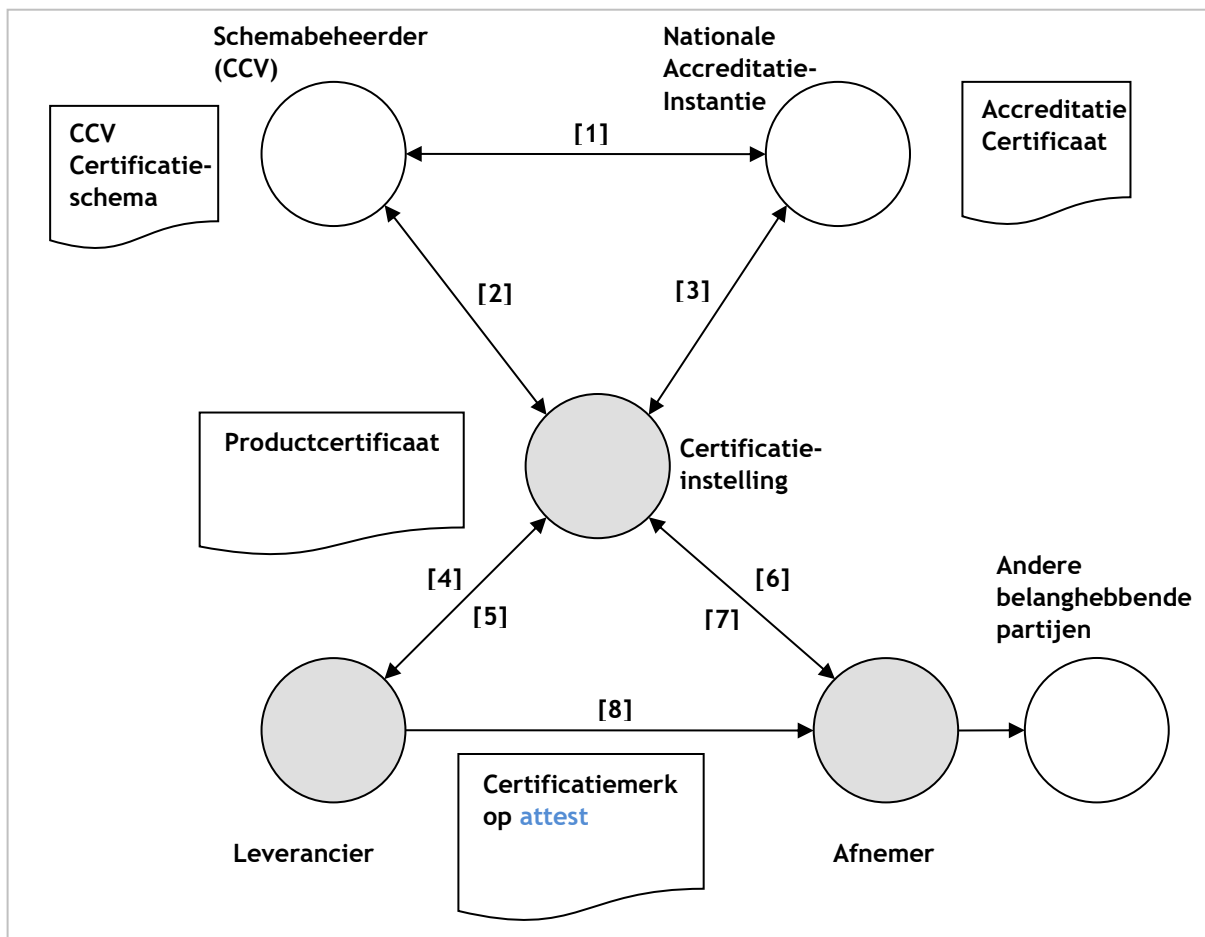 Schemabeheerder
(CCV)
Nationale
Accreditatie-
Instantie
CCV
Certificatie-
schema
[1]
Accreditatie
Certificaat
[2]
[3]
Productcertificaat
Certificatie-
instelling
[4]
[5]
[6]
[7]
Andere
belanghebbende
partijen
[8]
Certificatiemerk
op attest
Leverancier
Afnemer